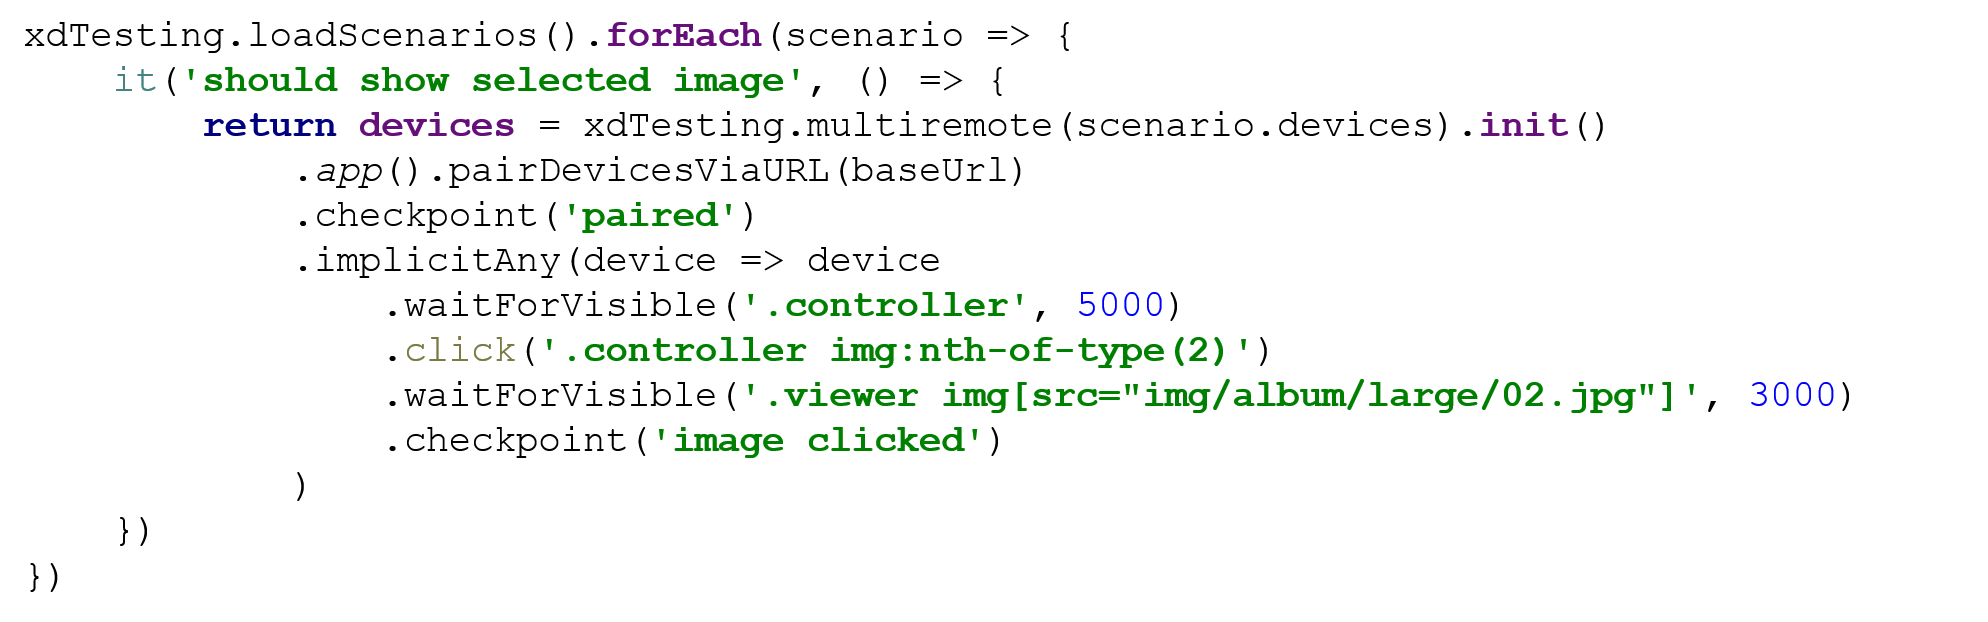 xdTesting.loadScenarios().forEach(scenario => {
    it('should show selected image', () => {
        return devices = xdTesting.multiremote(scenario.devices).init()
            .app().pairDevicesViaURL(baseUrl)
            .checkpoint('paired')
            .implicitAny(device => device
                .waitForVisible('.controller', 5000)
                .click('.controller img:nth-of-type(2)')
                .waitForVisible('.viewer img[src="img/album/large/02.jpg"]', 3000)
                .checkpoint('image clicked')
            )
    })
})